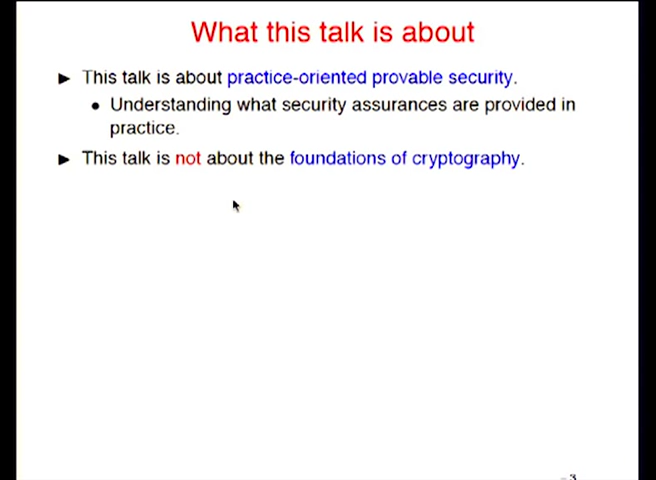 What this talk is about
► This talk is about practice-oriented provable security.
• Understanding what security assurances are provided in
practice.
► This talk is not about the foundations of cryptography.
– 3